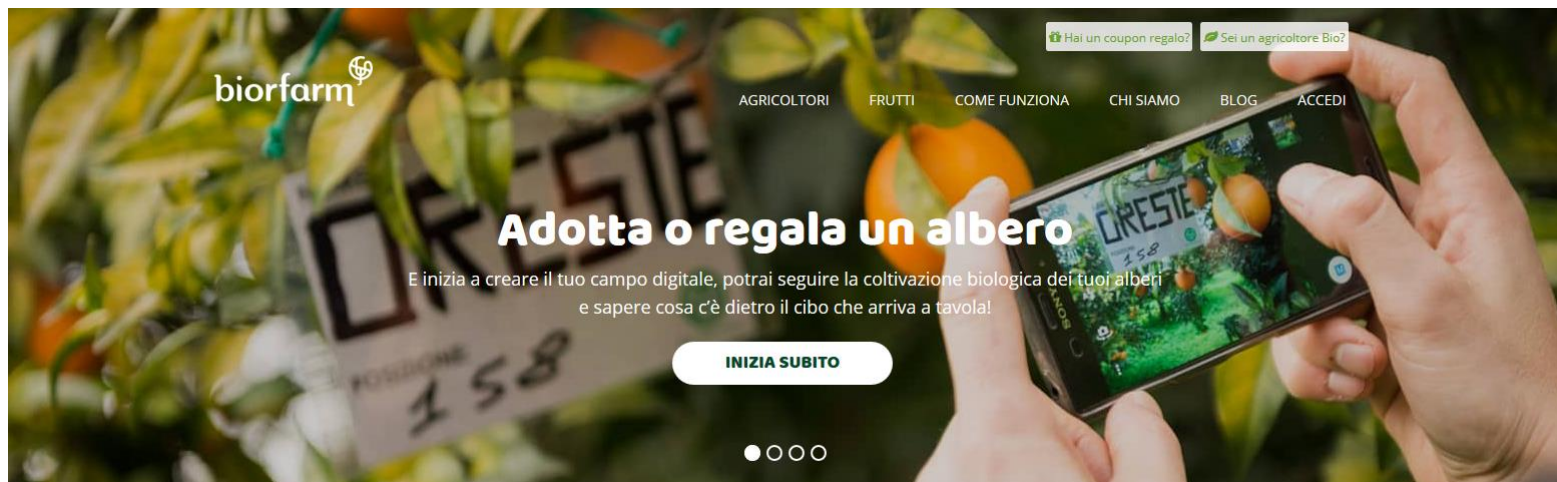 Hai un coupon regalo? Sei un agricoltore Bio?
biorfarm
AGRICOLTORI FRUTTI COME FUNZIONA CHI SIAMO BLOG ACCEDI
ORESTE
POSIZIONE
158
Adotta o regala un albero
E inizia a creare il tuo campo digitale, potrai seguire la coltivazione biologica dei tuoi alberi
e sapere cosa c'è dietro il cibo che arriva a tavola!
INIZIA SUBITO
ORESTE
158
SONY